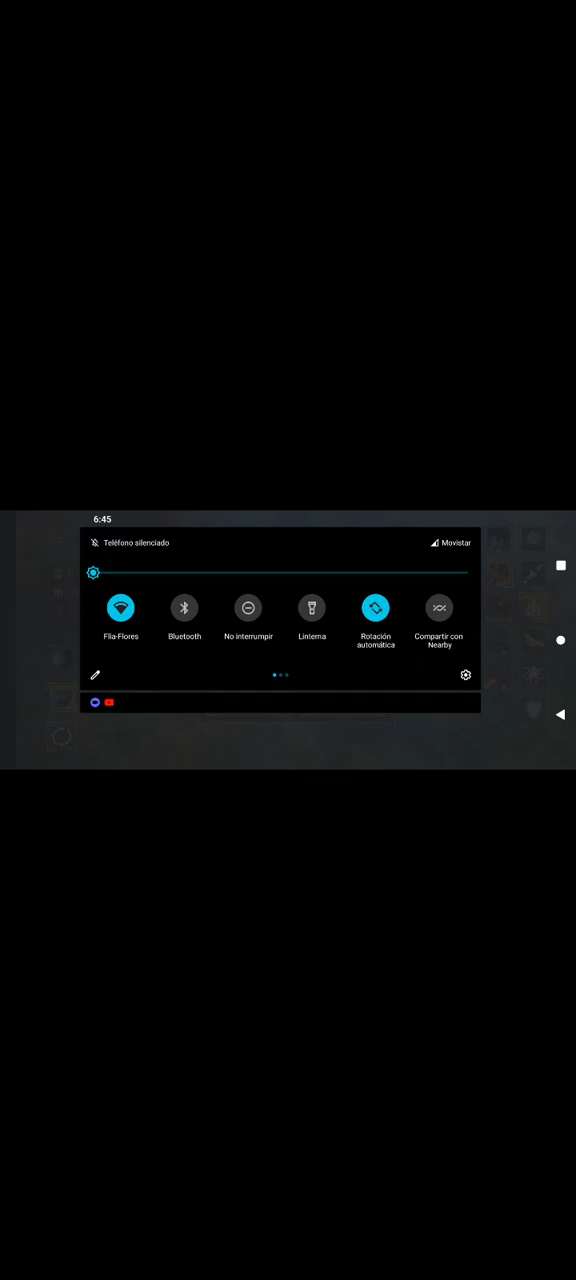 6:45
Teléfono silenciado
Movistar
Flia-Flores
Bluetooth
No interrumpir
Linterna
Rotación
automática
Compartir con
Nearby